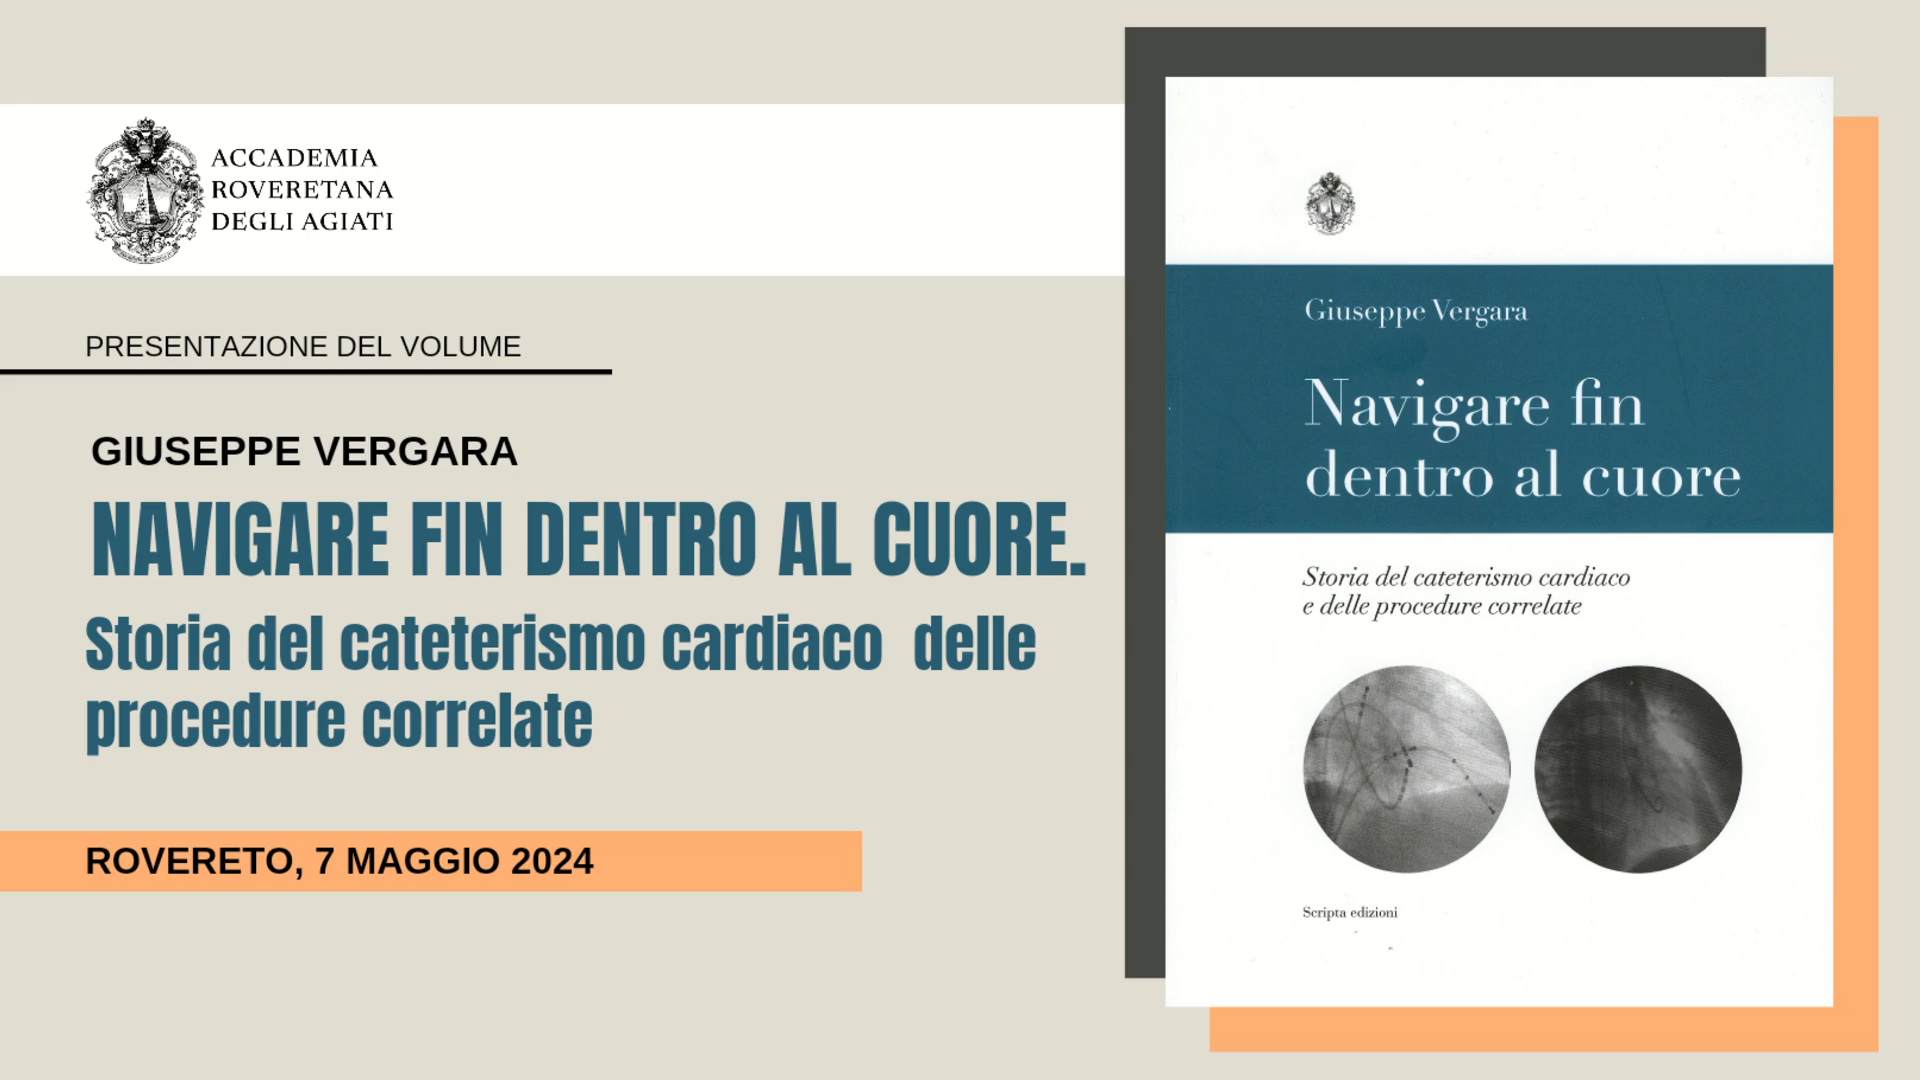 ACCADEMIA
ROVERETANA
DEGLI AGIATI
PRESENTAZIONE DEL VOLUME
GIUSEPPE VERGARA
NAVIGARE FIN DENTRO AL CUORE.
Storia del cateterismo cardiaco  delle
procedure correlate
ROVERETO, 7 MAGGIO 2024
Giuseppe Vergara
Navigare fin
dentro al cuore
Storia del cateterismo cardiaco
e delle procedure correlate
Scripta edizioni